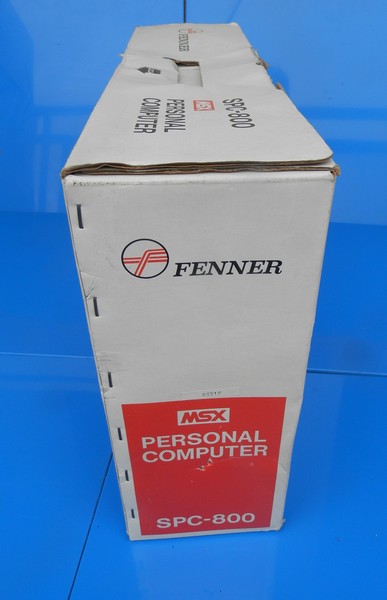 FENNER
SPC-800
MSX PERSONAL
COMPUTER
FENNER
MSX
PERSONAL
COMPUTER
SPC-800